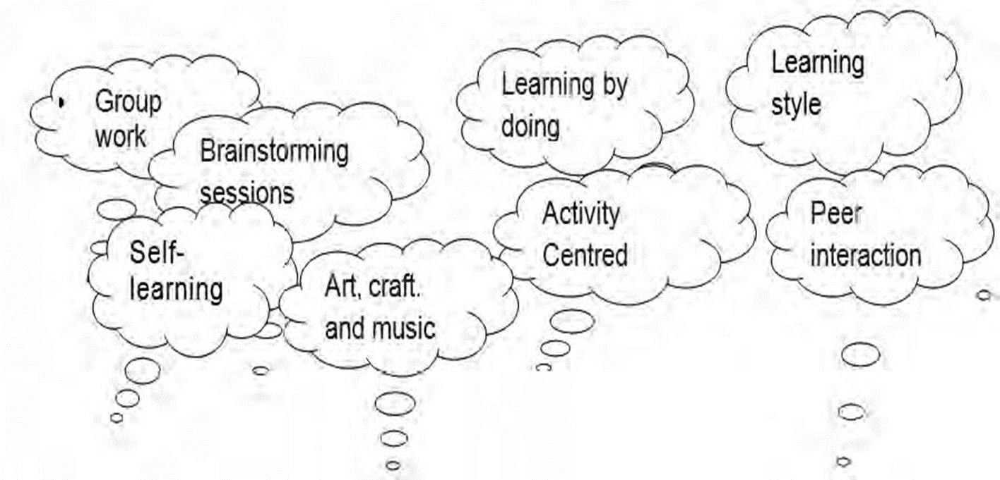 Group
work
Brainstorming
sessions
Self-
learning
Art, craft.
and music
Learning by
doing
Activity
Centred
Learning
style
Peer
interaction